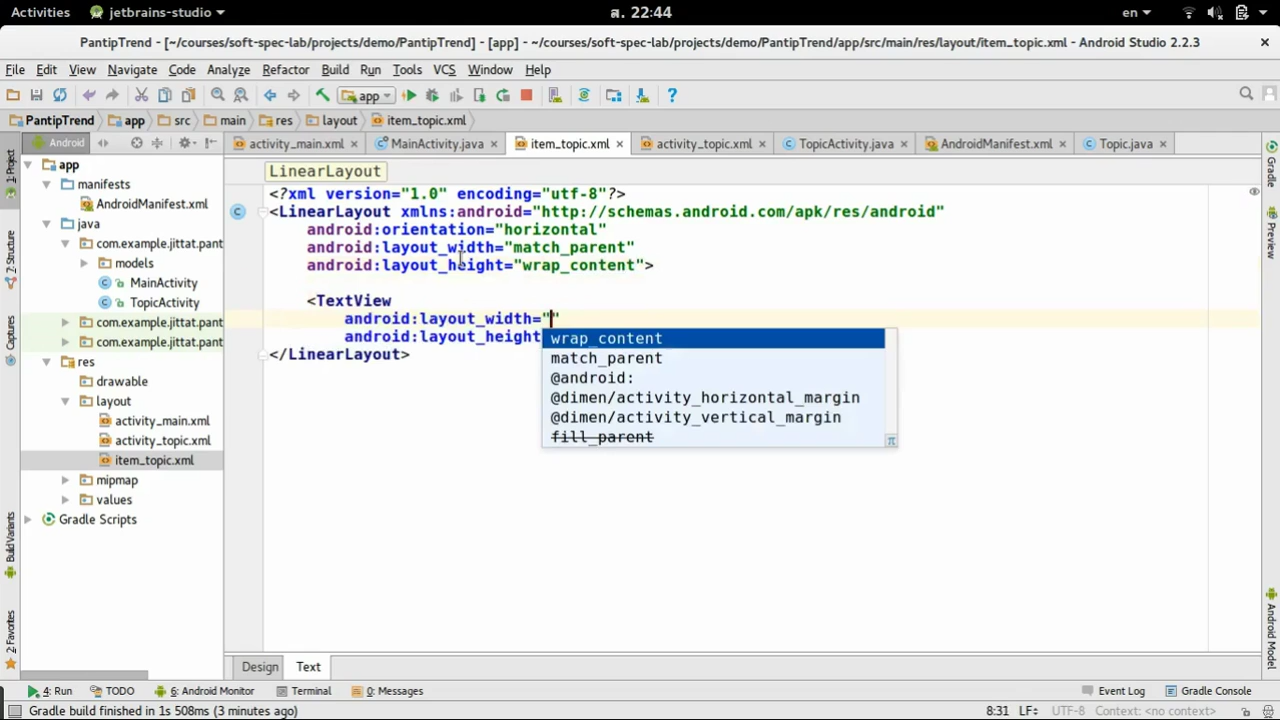 Activities jetbrains-studio ส. 22:44 en
PantipTrend - [~/courses/soft-spec-lab/projects/demo/PantipTrend] - [app] - ~/courses/soft-spec-lab/projects/demo/PantipTrend/app/src/main/res/layout/item_topic.xml - Android Studio 2.2.3
File Edit View Navigate Code Analyze Refactor Build Run Tools VCS Window Help
app
PantipTrend app src main res layout item_topic.xml
Android activity_main.xml MainActivity.java item_topic.xml activity_topic.xml TopicActivity.java AndroidManifest.xml Topic.java
1: Project
7: Structure
Captures
Build Variants
2: Favorites
app
manifests
AndroidManifest.xml
java
com.example.jittat.pant
models
MainActivity
TopicActivity
com.example.jittat.pant
com.example.jittat.pant
res
drawable
layout
activity_main.xml
activity_topic.xml
item_topic.xml
mipmap
values
Gradle Scripts
LinearLayout
<?xml version="1.0" encoding="utf-8"?>
<LinearLayout xmlns:android="http://schemas.android.com/apk/res/android"
android:orientation="horizontal"
android:layout_width="match_parent"
android:layout_height="wrap_content">
<TextView
android:layout_width=""
android:layout_height
</LinearLayout>
wrap_content
match_parent
@android:
@dimen/activity_horizontal_margin
@dimen/activity_vertical_margin
fill_parent
π
Gradle
Preview
Android Model
Design Text
4: Run TODO 6: Android Monitor Terminal 0: Messages Event Log Gradle Console
Gradle build finished in 1s 508ms (3 minutes ago) 8:31 LF÷ UTF-8 Context: <no context>